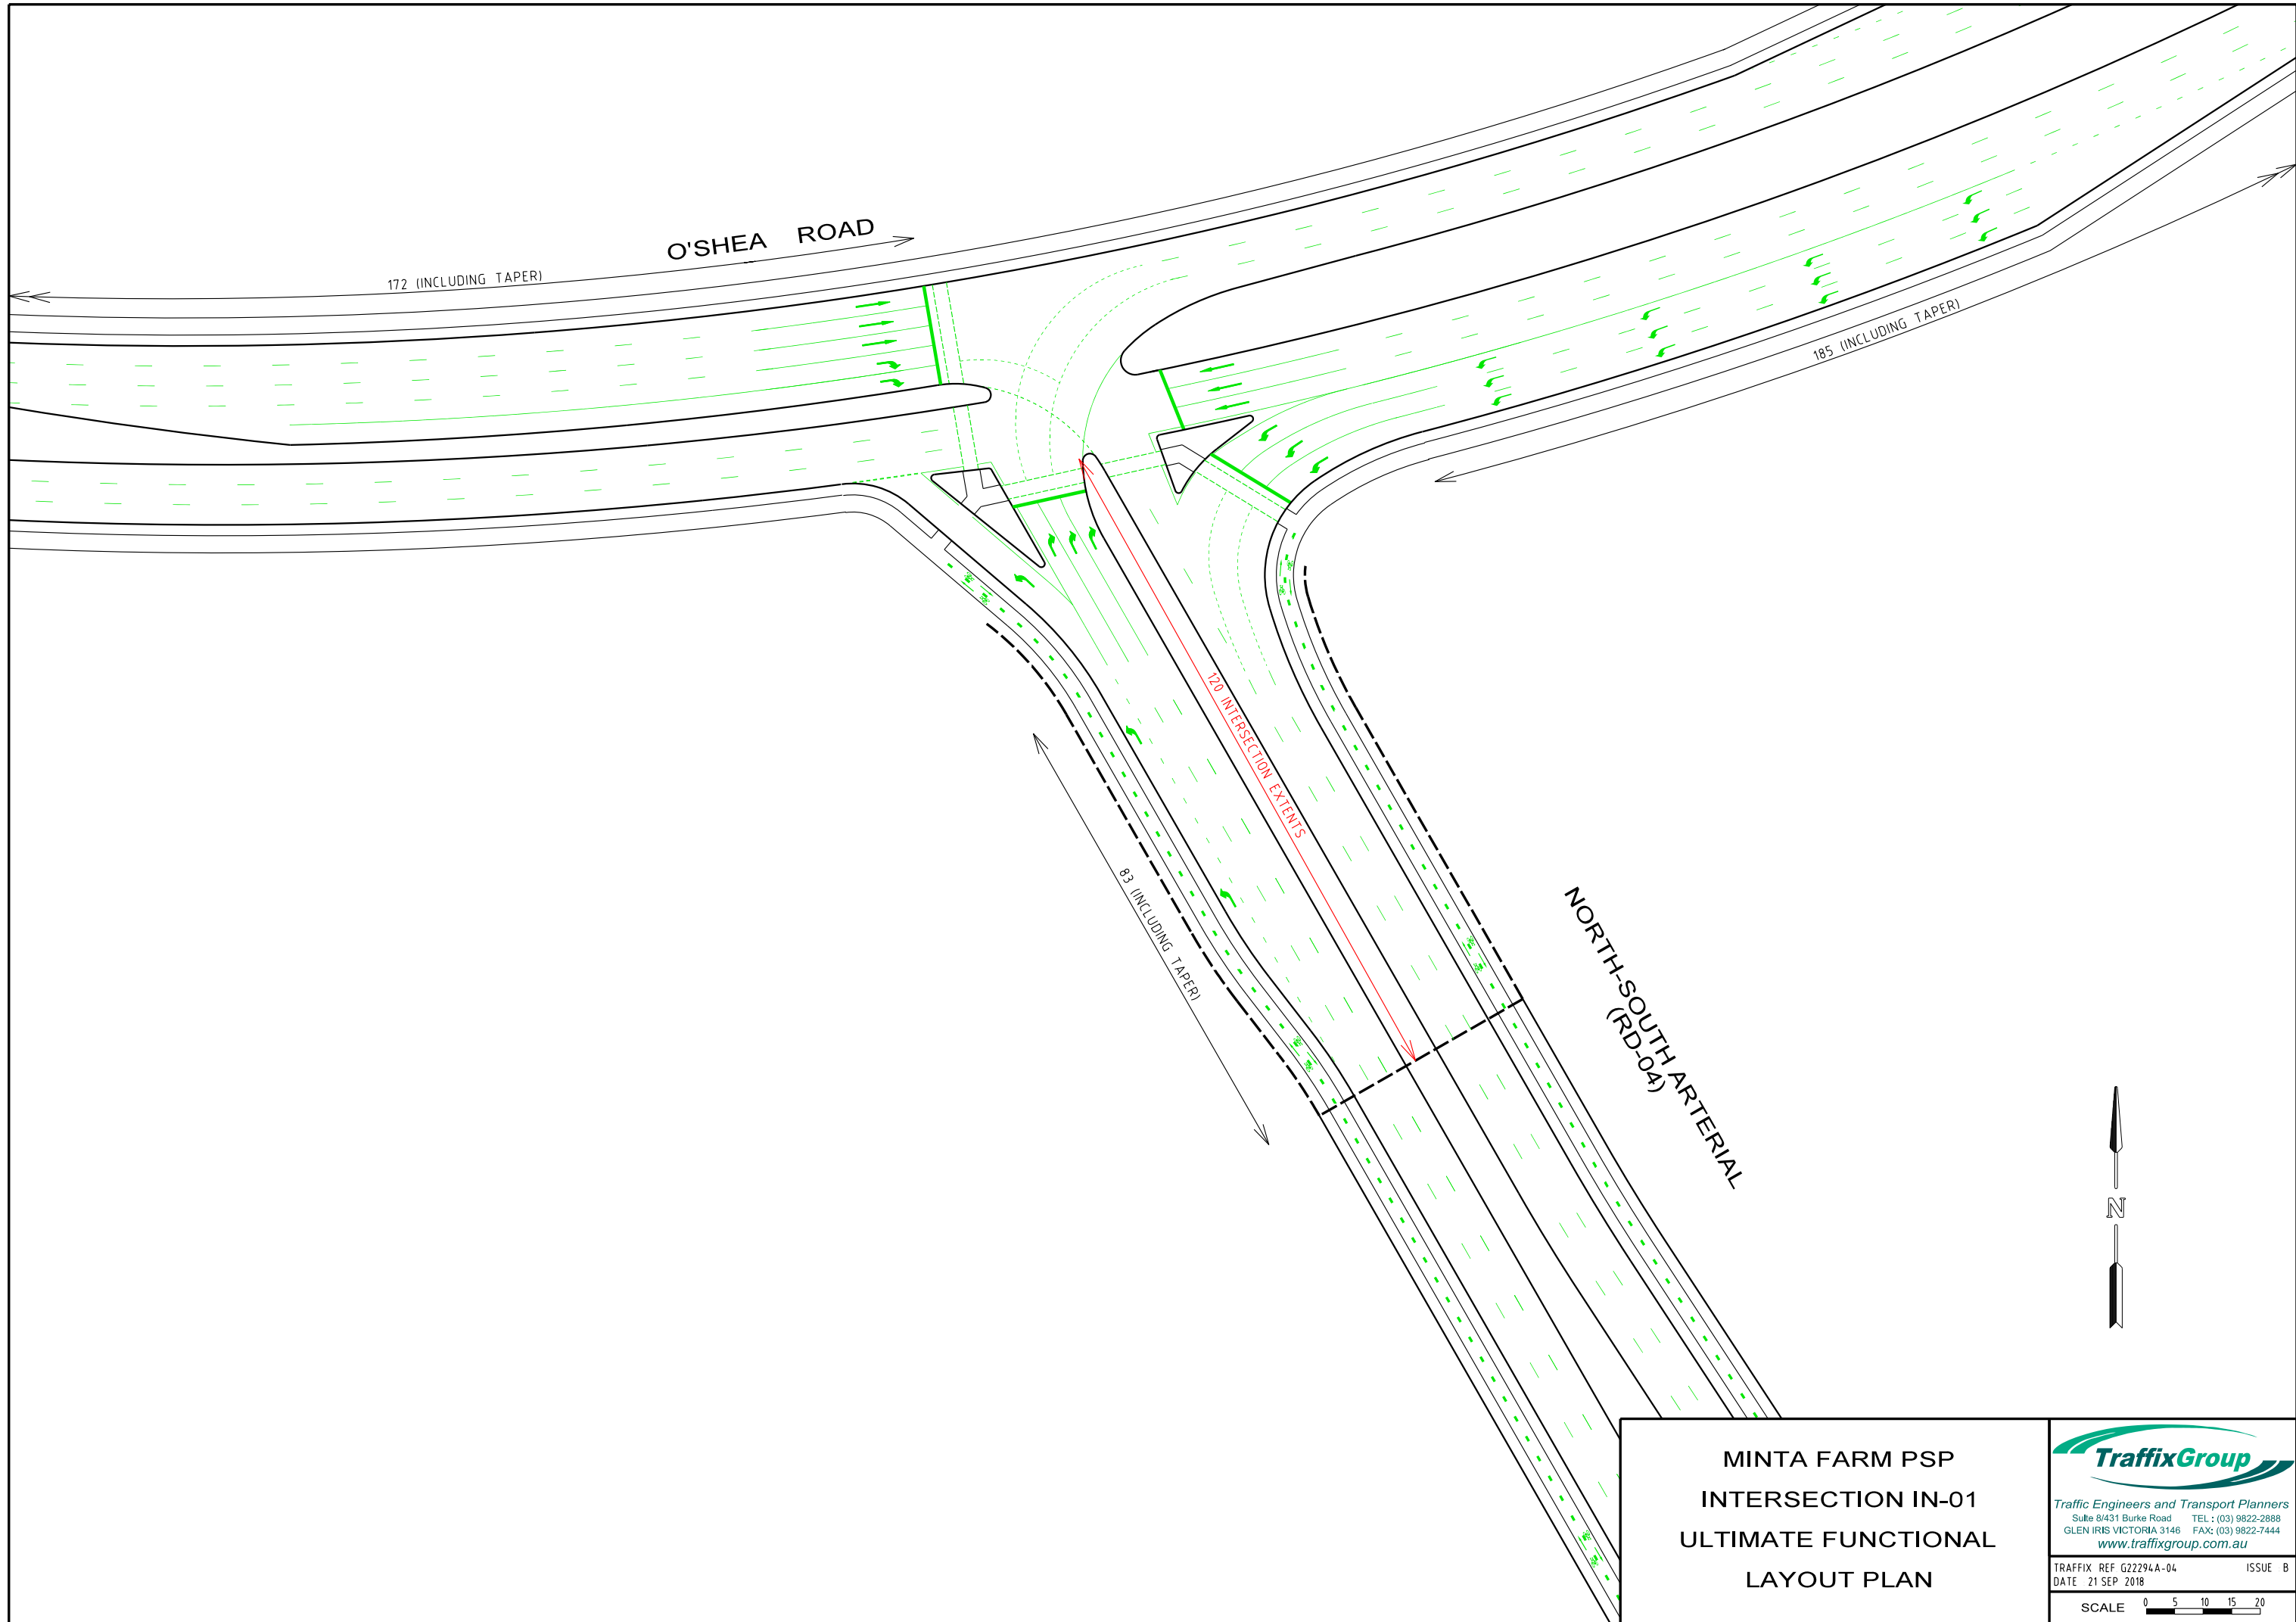 O'SHEA ROAD
172 (INCLUDING TAPER)
185 (INCLUDING TAPER)
120 INTERSECTION EXTENTS
83 (INCLUDING TAPER)
NORTH-SOUTH ARTERIAL
(RD-04)
N
MINTA FARM PSP
INTERSECTION IN-01
ULTIMATE FUNCTIONAL
LAYOUT PLAN
TraffixGroup
Traffic Engineers and Transport Planners
Suite 8/431 Burke Road TEL : (03) 9822-2888
GLEN IRIS VICTORIA 3146 FAX: (03) 9822-7444
www.traffixgroup.com.au
TRAFFIX REF G22294A-04 ISSUE B
DATE 21 SEP 2018
SCALE 0 5 10 15 20